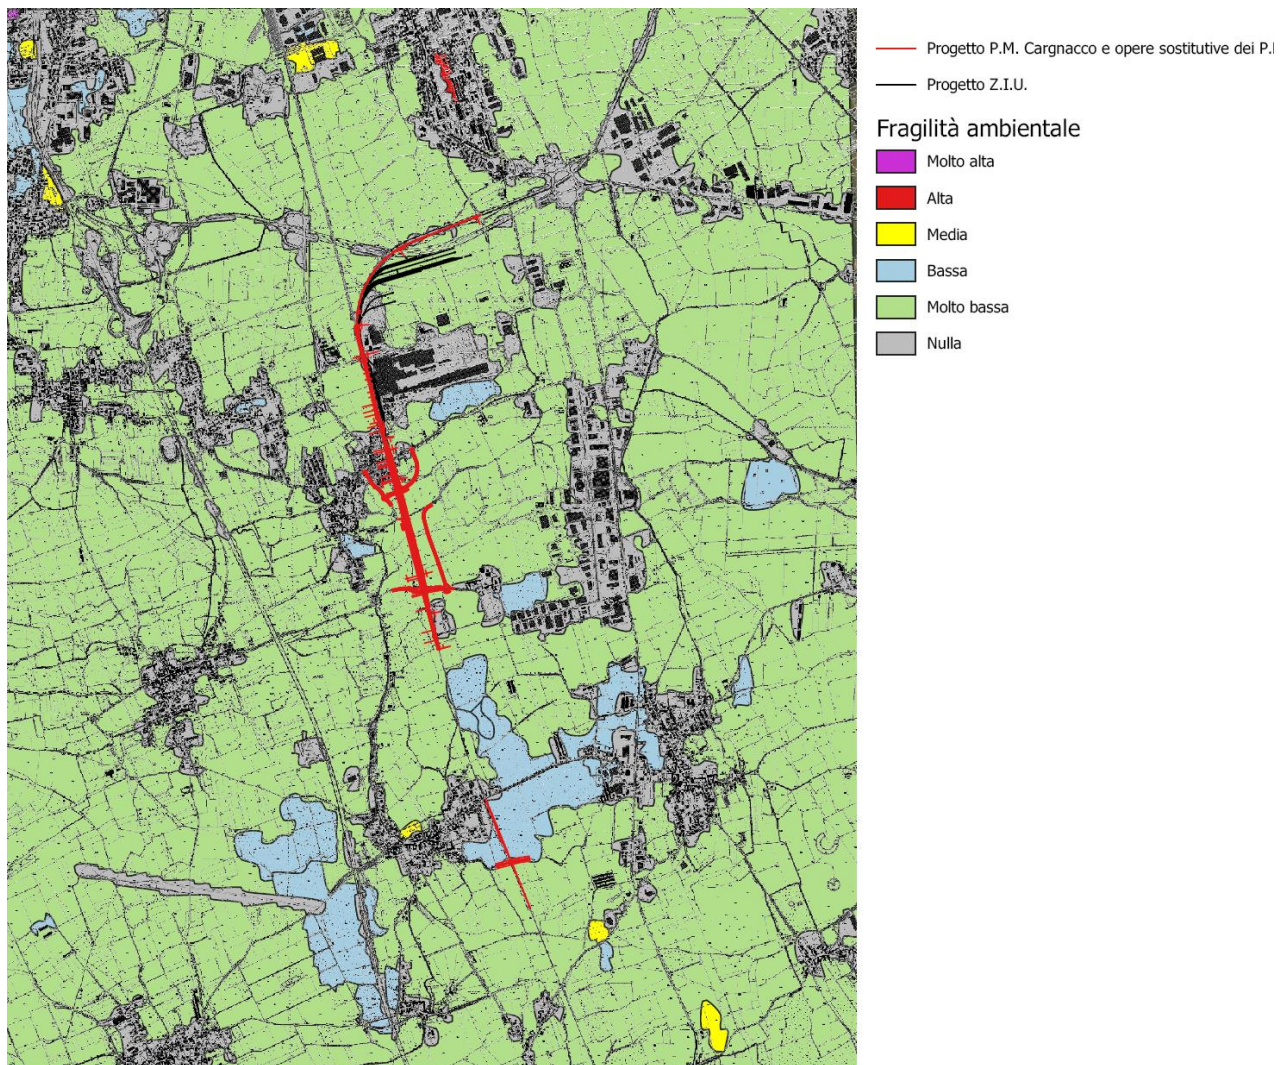 Progetto P.M. Cargnacco e opere sostitutive dei P.
Progetto Z.I.U.
Fragilità ambientale
Molto alta
Alta
Media
Bassa
Molto bassa
Nulla